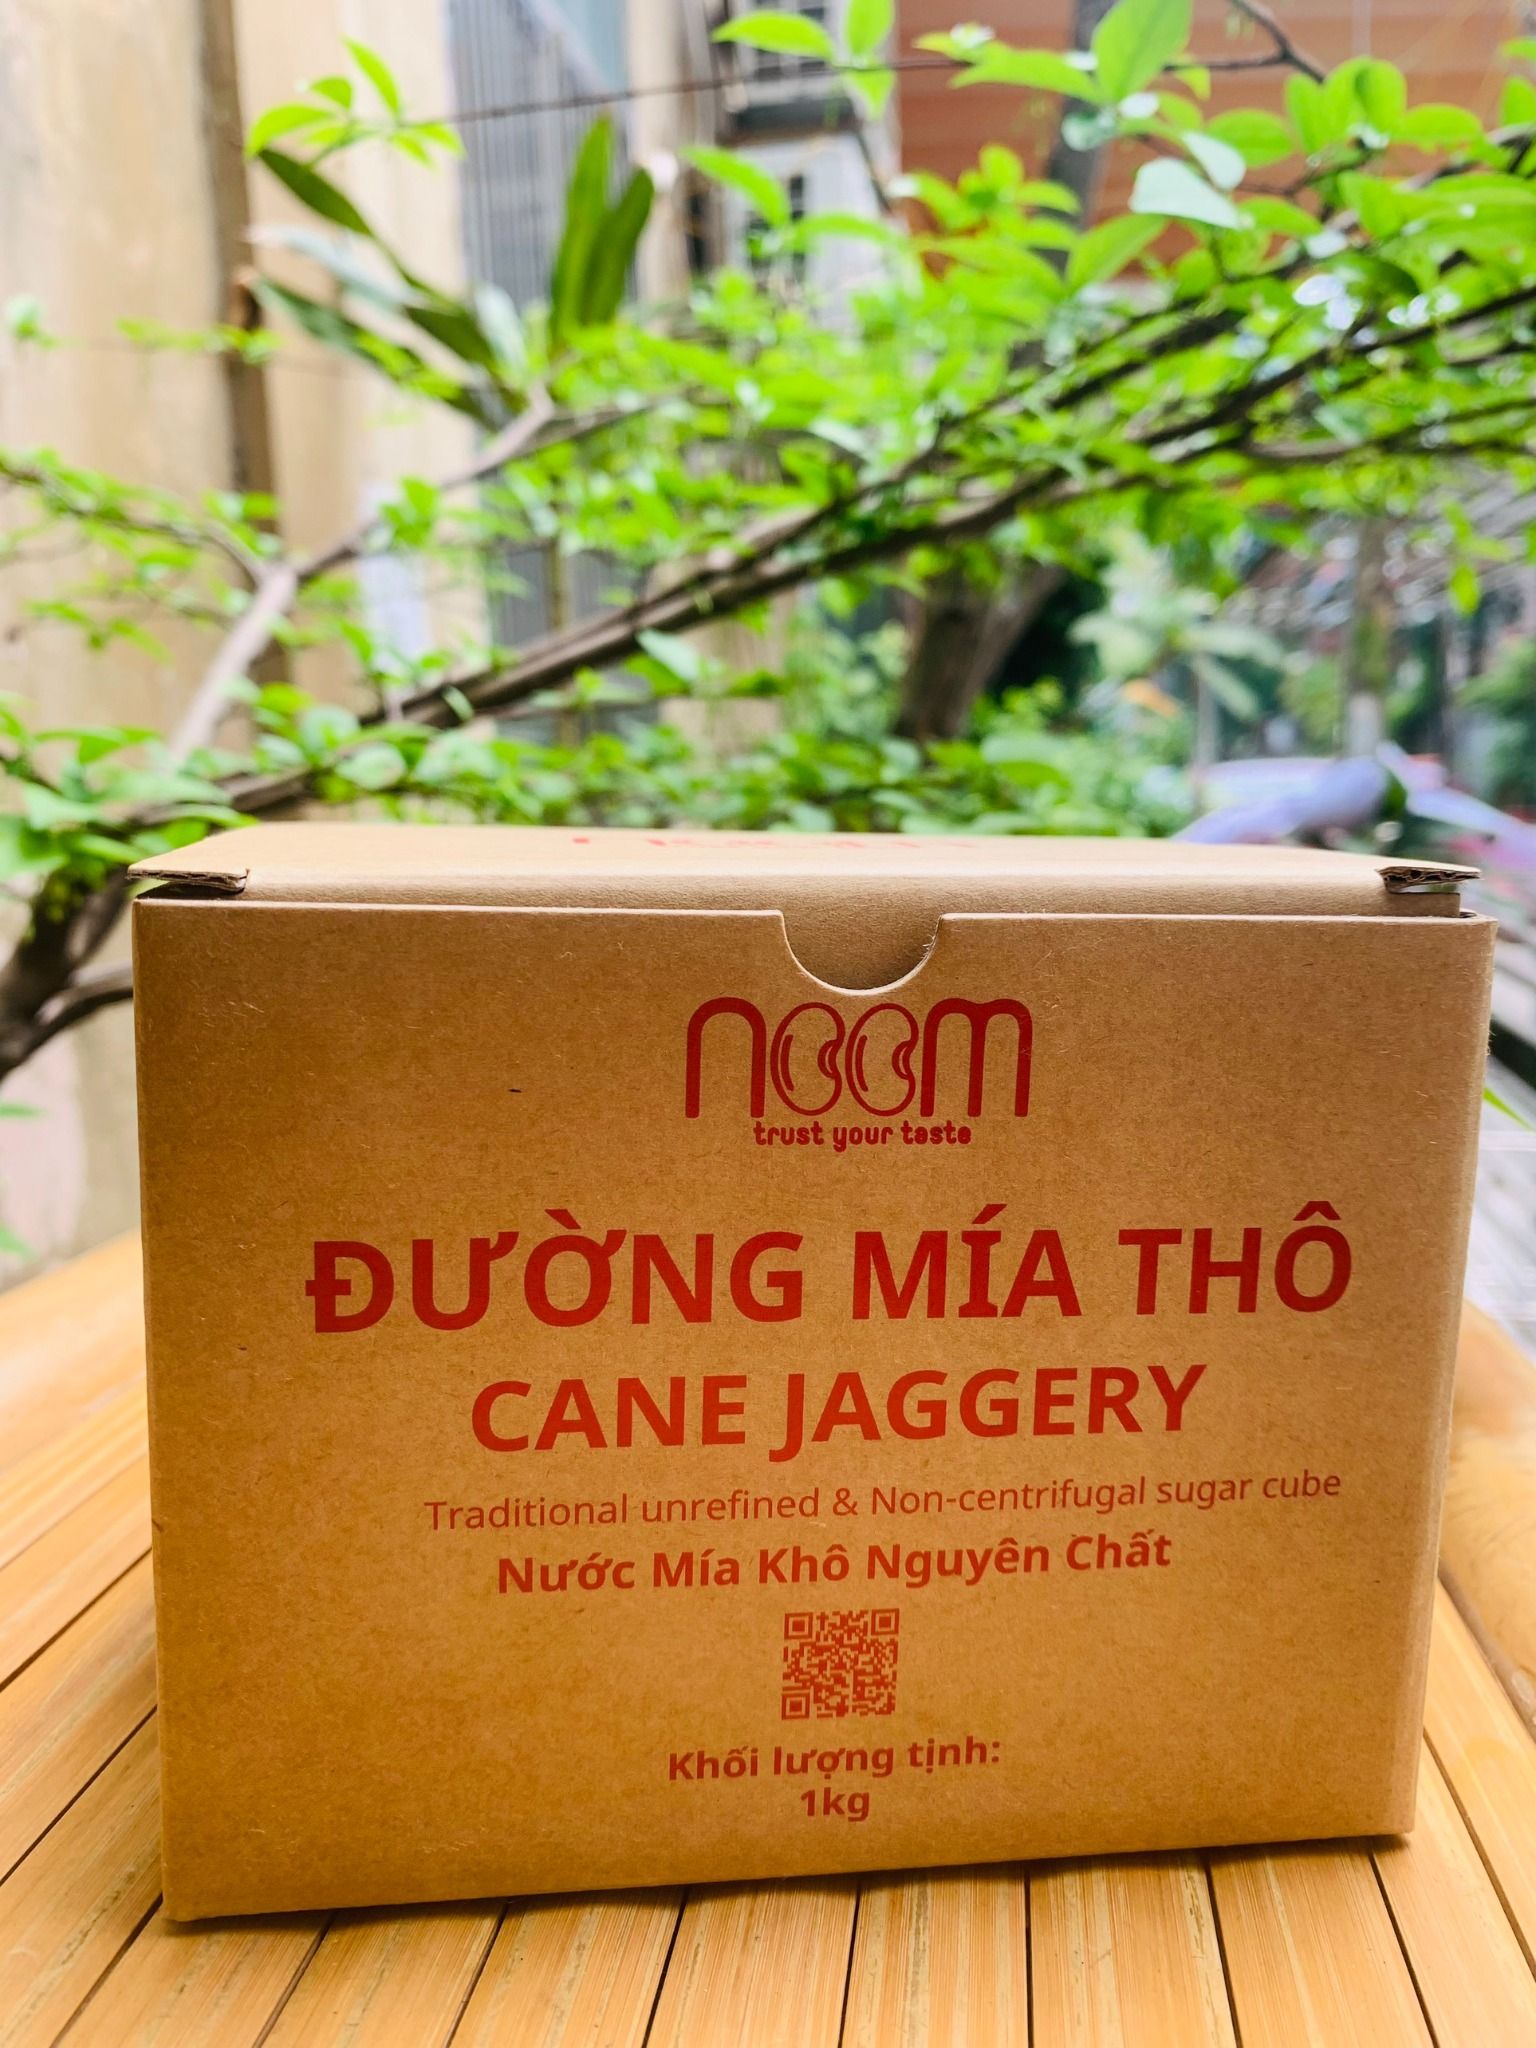 noom
trust your taste
ĐƯỜNG MÍA THÔ
CANE JAGGERY
Traditional unrefined & Non-centrifugal sugar cube
Nước Mía Khô Nguyên Chất
Khối lượng tịnh:
1kg